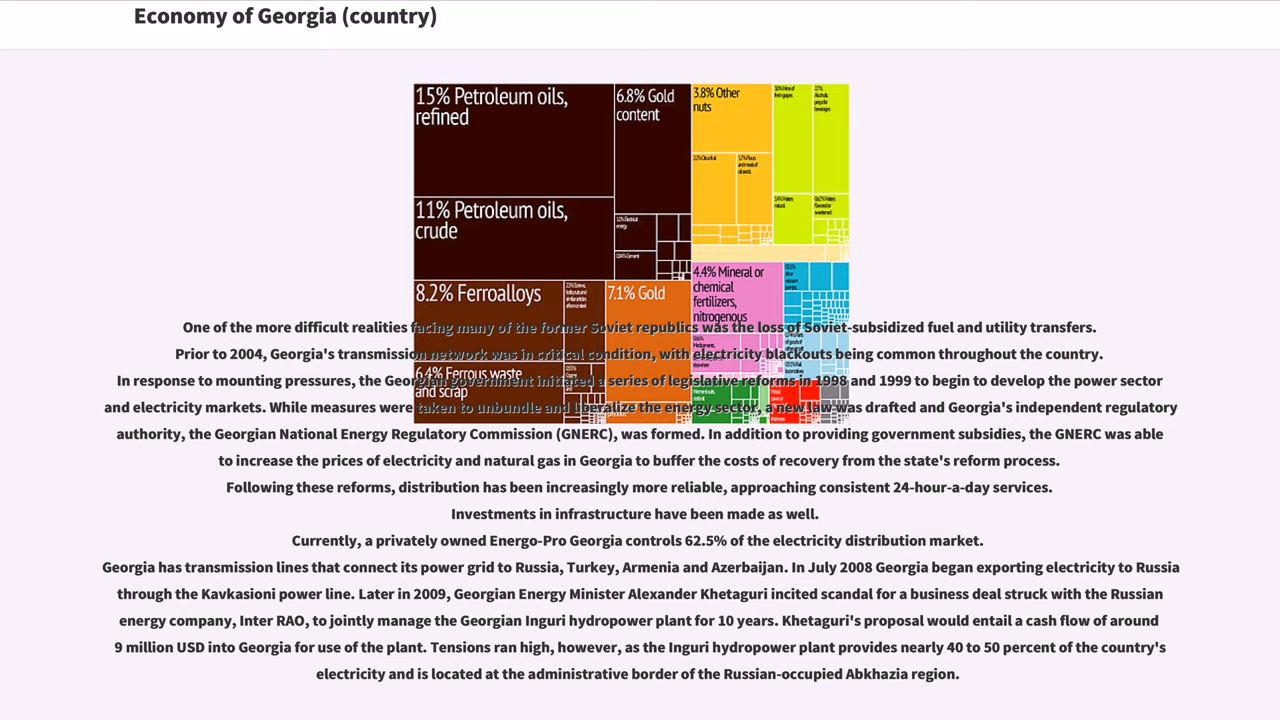 Economy of Georgia (country)
15% Petroleum oils,
refined
6.8% Gold
content
3.8% Other
nuts
11% Petroleum oils,
crude
8.2% Ferroalloys
7.1% Gold
4.4% Mineral or
chemical
fertilizers,
nitrogenous
6.4% Ferrous waste
and scrap
One of the more difficult realities facing many of the former Soviet republics was the loss of Soviet-subsidized fuel and utility transfers.
Prior to 2004, Georgia's transmission network was in critical condition, with electricity blackouts being common throughout the country.
In response to mounting pressures, the Georgian government initiated a series of legislative reforms in 1998 and 1999 to begin to develop the power sector
and electricity markets. While measures were taken to unbundle and liberalize the energy sector, a new law was drafted and Georgia's independent regulatory
authority, the Georgian National Energy Regulatory Commission (GNERC), was formed. In addition to providing government subsidies, the GNERC was able
to increase the prices of electricity and natural gas in Georgia to buffer the costs of recovery from the state's reform process.
Following these reforms, distribution has been increasingly more reliable, approaching consistent 24-hour-a-day services.
Investments in infrastructure have been made as well.
Currently, a privately owned Energo-Pro Georgia controls 62.5% of the electricity distribution market.
Georgia has transmission lines that connect its power grid to Russia, Turkey, Armenia and Azerbaijan. In July 2008 Georgia began exporting electricity to Russia
through the Kavkasioni power line. Later in 2009, Georgian Energy Minister Alexander Khetaguri incited scandal for a business deal struck with the Russian
energy company, Inter RAO, to jointly manage the Georgian Inguri hydropower plant for 10 years. Khetaguri's proposal would entail a cash flow of around
9 million USD into Georgia for use of the plant. Tensions ran high, however, as the Inguri hydropower plant provides nearly 40 to 50 percent of the country's
electricity and is located at the administrative border of the Russian-occupied Abkhazia region.